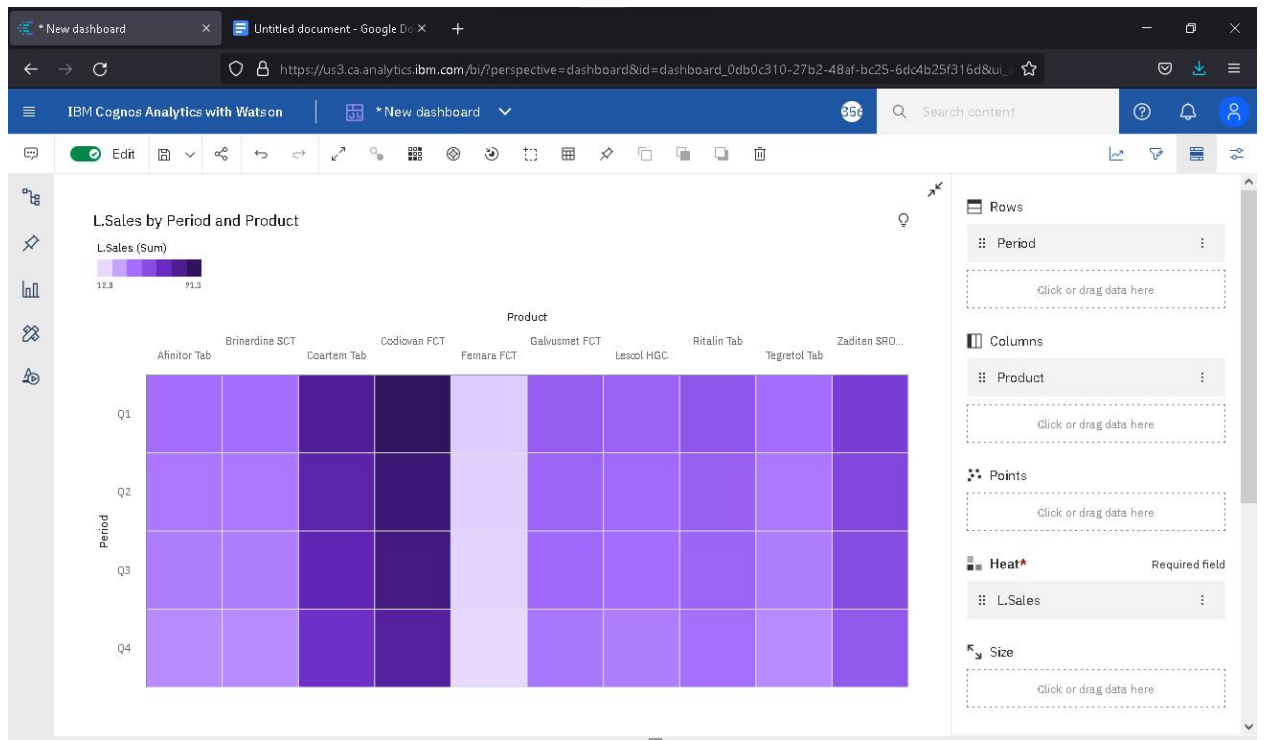 * New dashboard
Untitled document - Google Do
https://us3.ca.analytics.ibm.com/bi/?perspective=dashboard&id=dashboard_0db0c310-27b2-48af-bc25-6dc4b25f316d&ui_a
IBM Cognos Analytics with Watson
* New dashboard
356
Search content
Edit
L.Sales by Period and Product
L.Sales (Sum)
12.8 91.3
Product
Brinerdine SCT Codiovan FCT Galvusmet FCT Ritalin Tab Zaditen SRO...
Afinitor Tab Coartem Tab Femara FCT Lescol HGC Tegretol Tab
Period
Q1
Q2
Q3
Q4
Rows
Period
Click or drag data here
Columns
Product
Click or drag data here
Points
Click or drag data here
Heat* Required field
L.Sales
Size
Click or drag data here